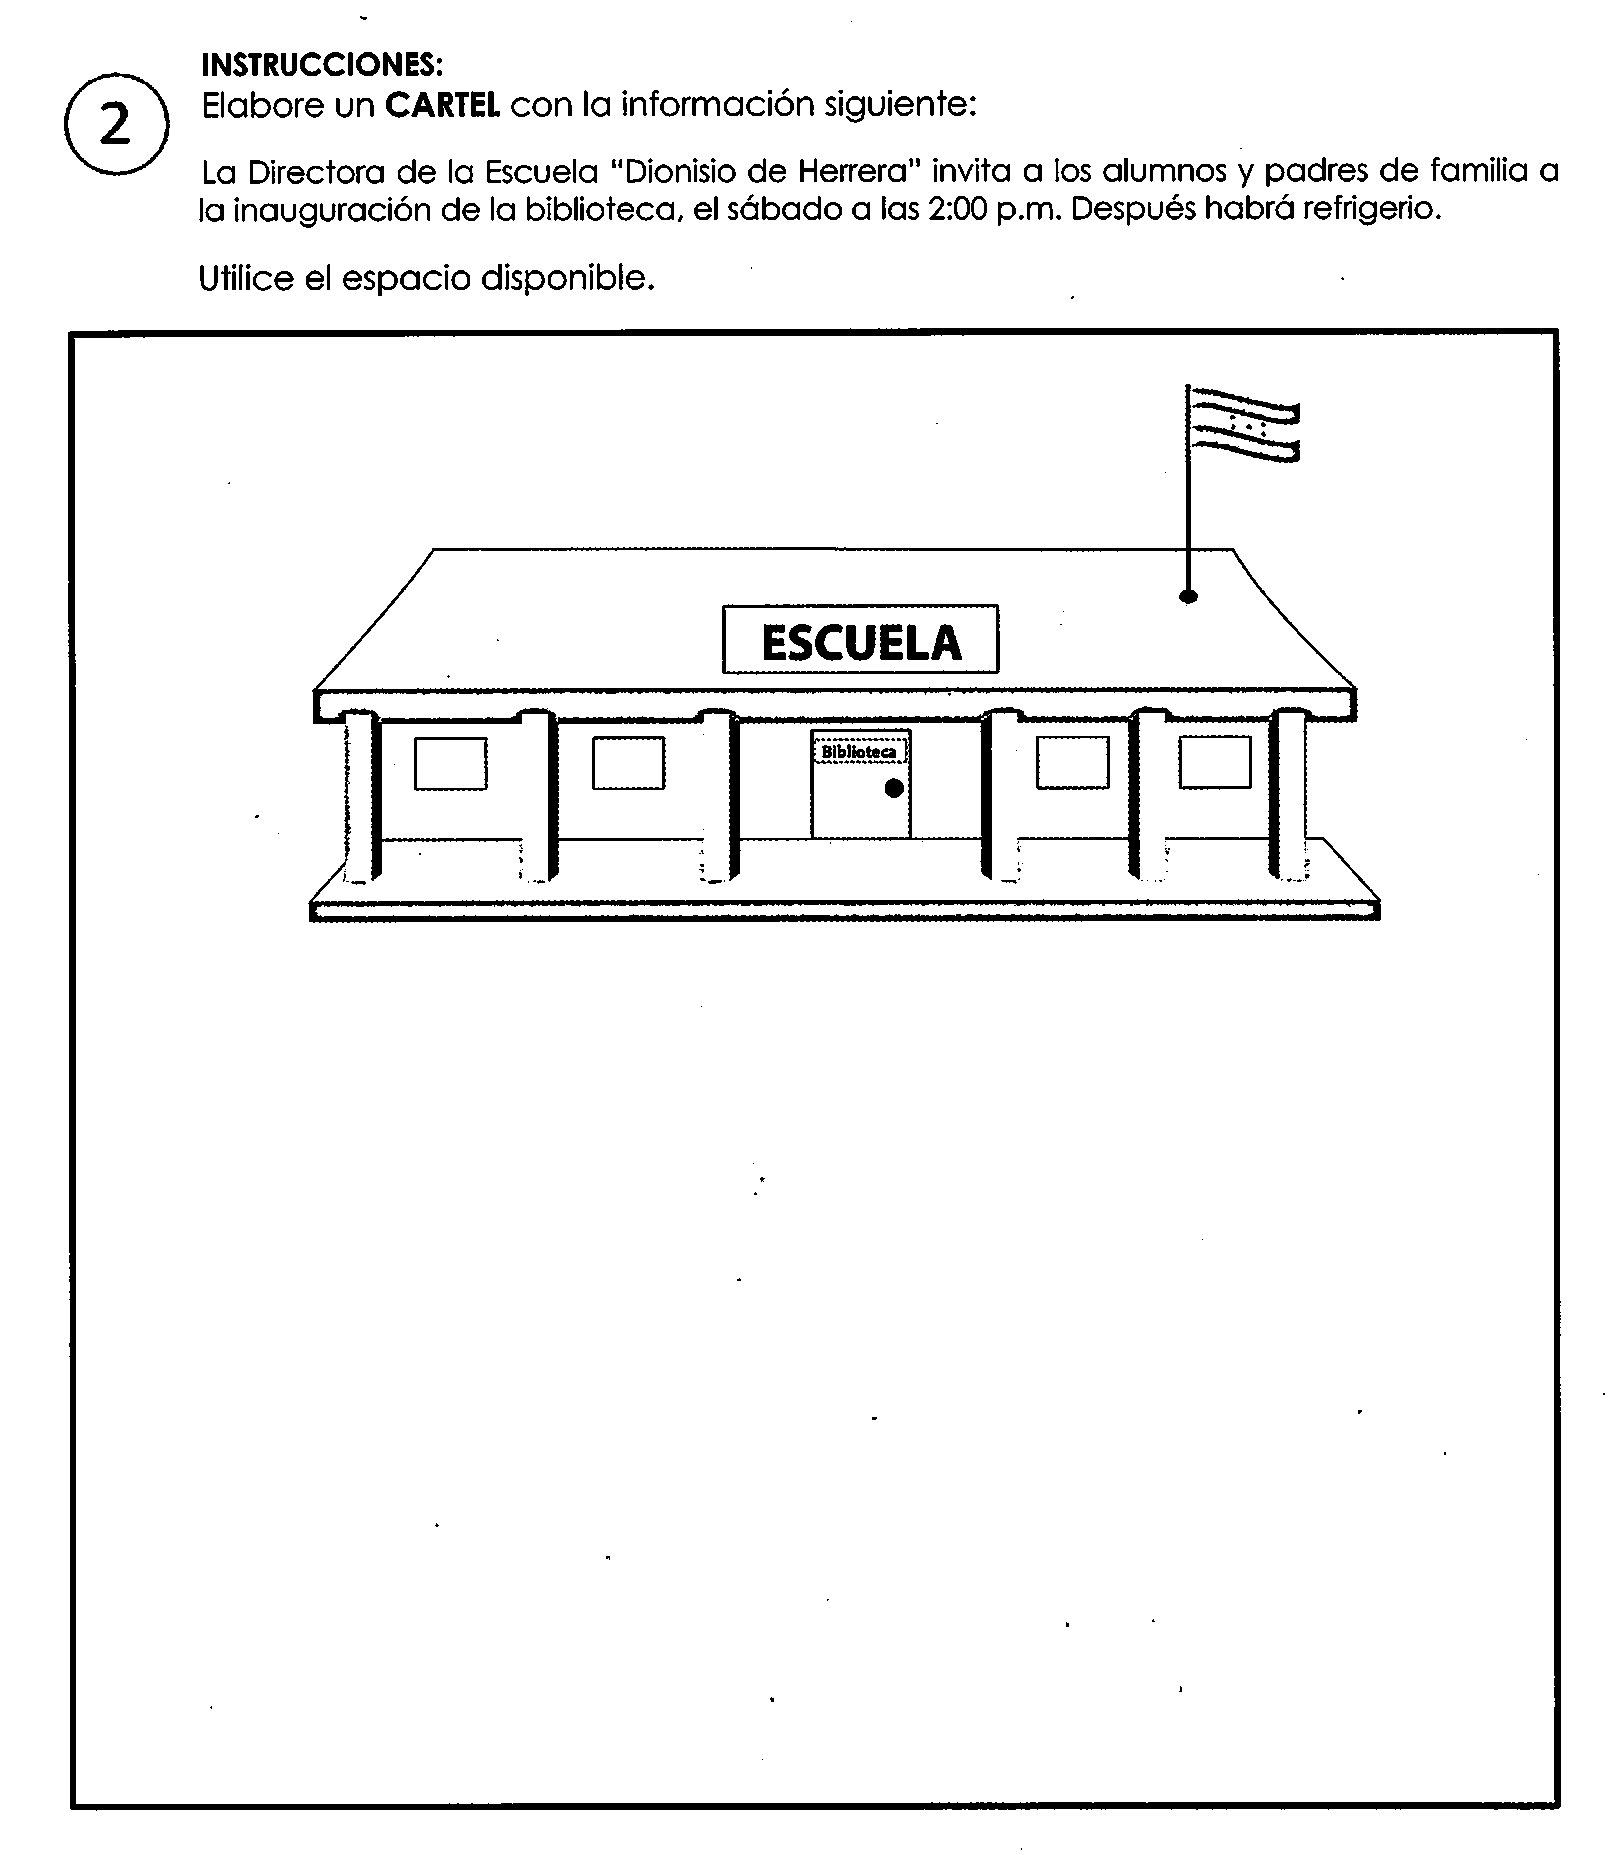 INSTRUCCIONES:
2
Elabore un CARTEL con la información siguiente:
La Directora de la Escuela "Dionisio de Herrera" invita a los alumnos y padres de familia a
la inauguración de la biblioteca, el sábado a las 2:00 p.m. Después habrá refrigerio.
Utilice el espacio disponible.
ESCUELA
Biblioteca